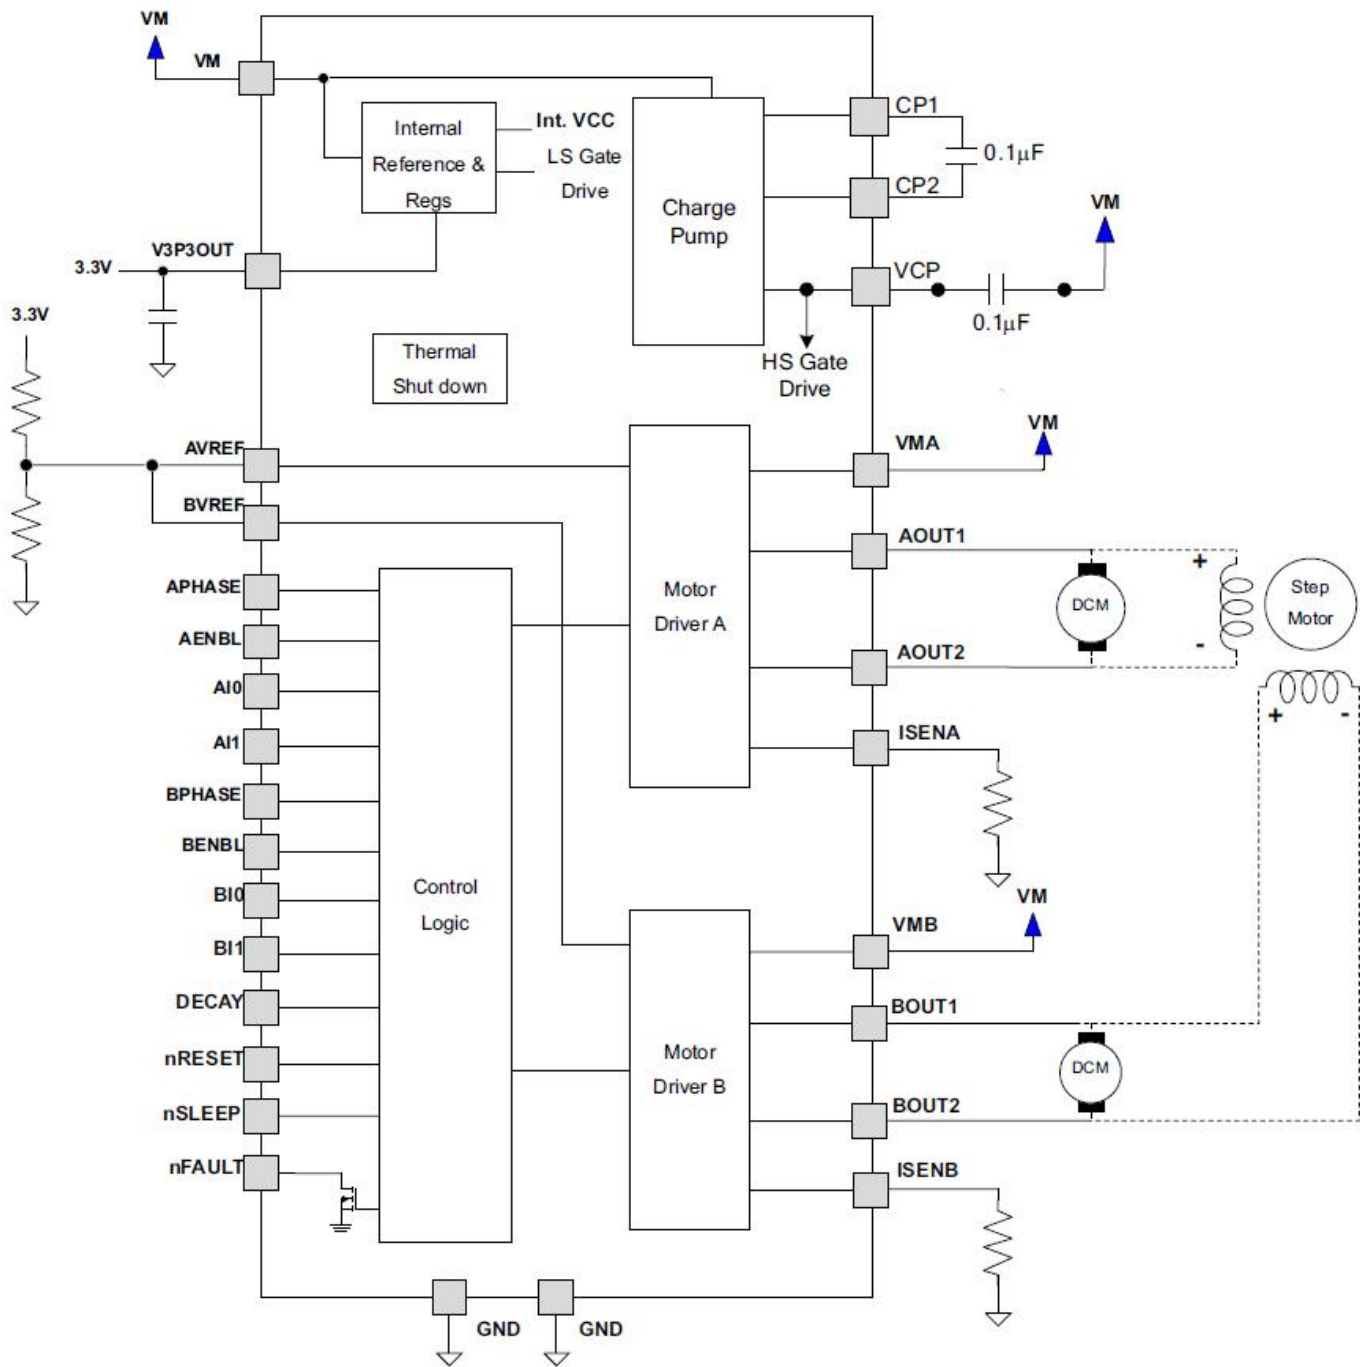 VM
VM
Internal
Reference &
Regs
Int. VCC
LS Gate
Drive
Charge
Pump
CP1
0.1µF
CP2
VM
VCP
0.1µF
HS Gate
Drive
V3P3OUT
3.3V
3.3V
Thermal
Shut down
AVREF
BVREF
APHASE
AENBL
AI0
AI1
BPHASE
BENBL
BI0
BI1
DECAY
nRESET
nSLEEP
nFAULT
Control
Logic
Motor
Driver A
VMA
VM
AOUT1
DCM
+
-
Step
Motor
AOUT2
+
-
ISENA
Motor
Driver B
VMB
VM
BOUT1
DCM
BOUT2
ISENB
GND
GND